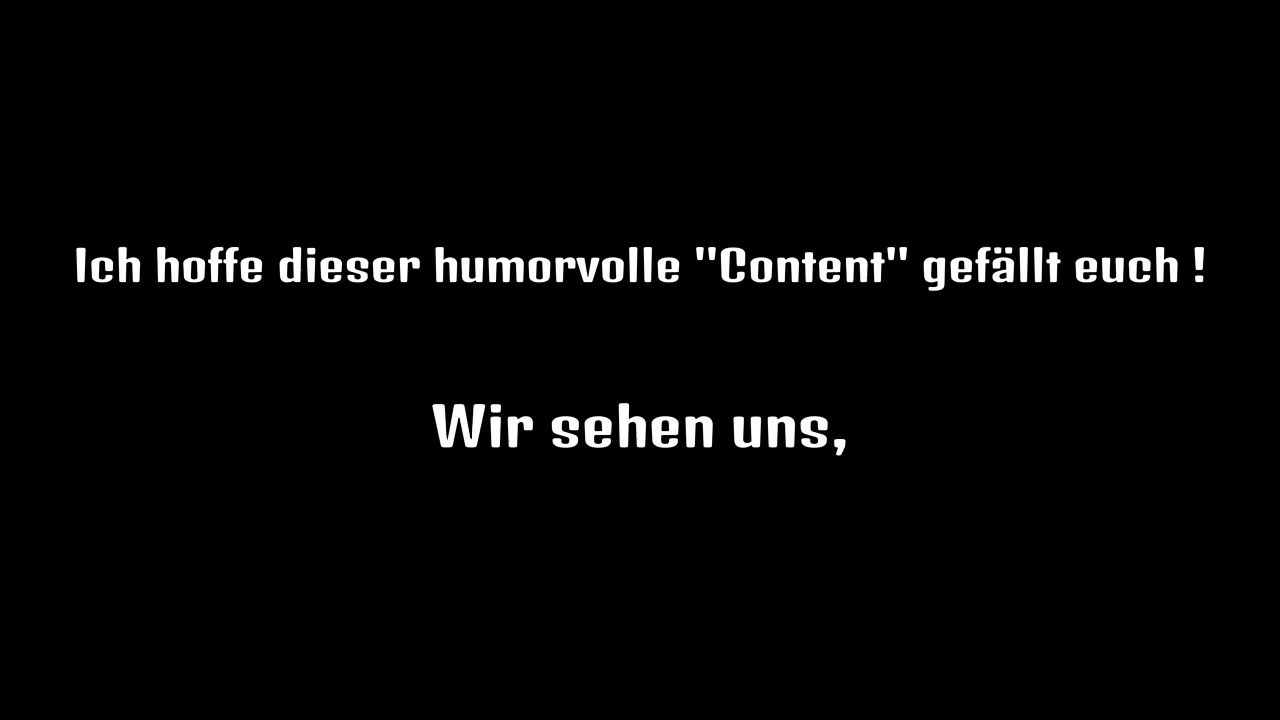 Ich hoffe dieser humorvolle "Content" gefällt euch !
Wir sehen uns,